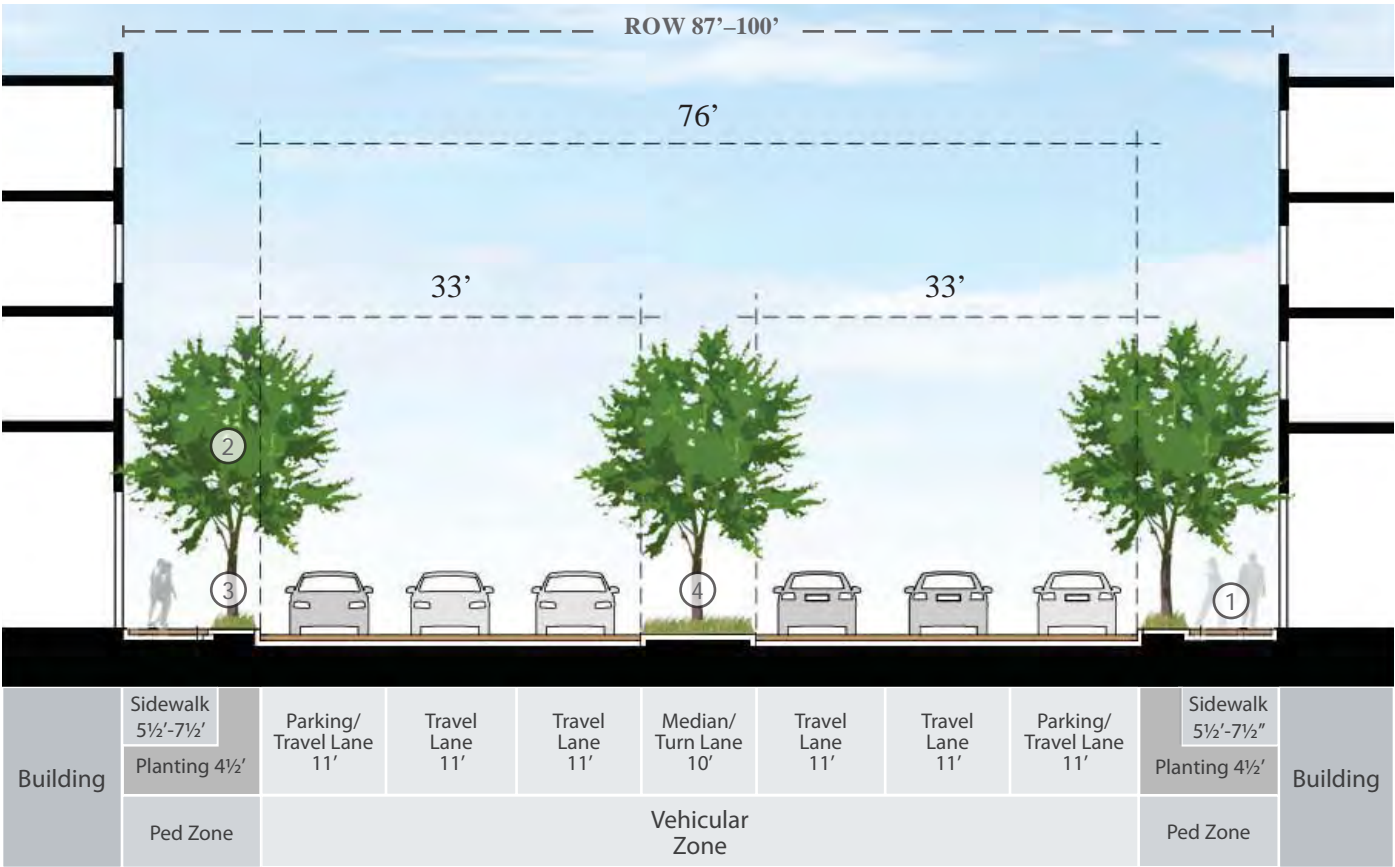 ROW 87’–100’
76’
33’
33’
2
3
4
1
Building
Sidewalk
5½’-7½’
Planting 4½’
Parking/
Travel Lane
11’
Travel
Lane
11’
Travel
Lane
11’
Median/
Turn Lane
10’
Travel
Lane
11’
Travel
Lane
11’
Parking/
Travel Lane
11’
Sidewalk
5½’-7½”
Planting 4½’
Building
Ped Zone
Vehicular
Zone
Ped Zone